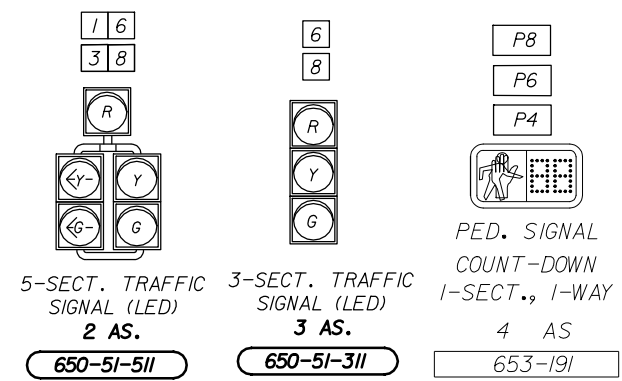 1 6
3 8
R
<Y- Y
<G- G
5-SECT. TRAFFIC
SIGNAL (LED)
2 AS.
650-51-511
6
8
R
Y
G
3-SECT. TRAFFIC
SIGNAL (LED)
3 AS.
650-51-311
P8
P6
P4
88
PED. SIGNAL
COUNT-DOWN
1-SECT., 1-WAY
4 AS
653-191